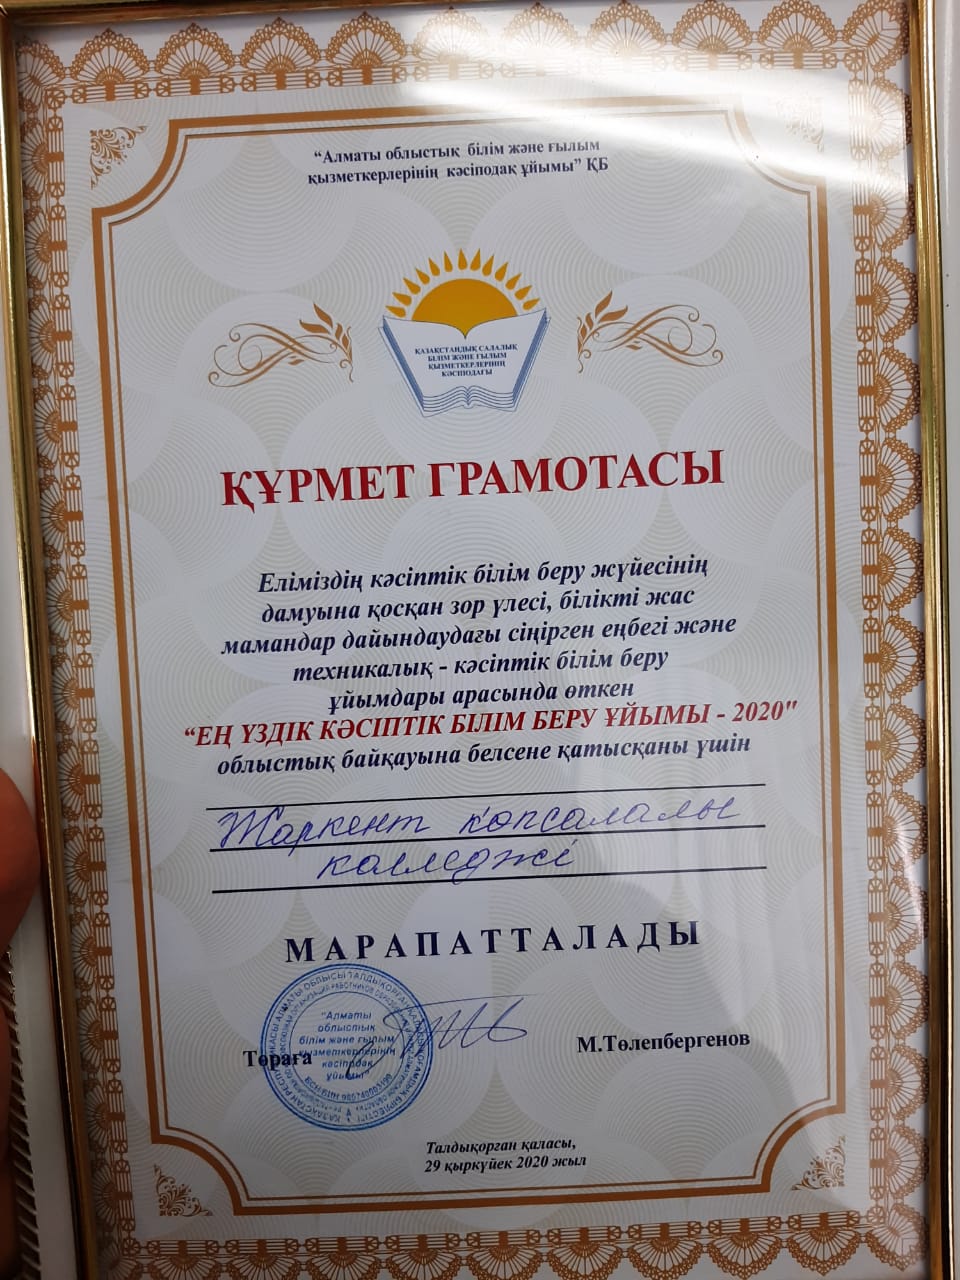 “Алматы облыстық білім және ғылым
қызметкерлерінің кәсіподақ ұйымы” ҚБ
ҚАЗАҚСТАНДЫҚ САЛАЛЫҚ
БІЛІМ ЖӘНЕ ҒЫЛЫМ
ҚЫЗМЕТКЕРЛЕРІНІҢ
КӘСІПОДАҒЫ
ҚҰРМЕТ ГРАМОТАСЫ
Еліміздің кәсіптік білім беру жүйесінің
дамуына қосқан зор үлесі, білікті жас
мамандар дайындаудағы сіңірген еңбегі және
техникалық - кәсіптік білім беру
ұйымдары арасында өткен
“ЕҢ ҮЗДІК КӘСІПТІК БІЛІМ БЕРУ ҰЙЫМЫ - 2020"
облыстық байқауына белсене қатысқаны үшін
Жаркент көпсалалы
колледжі
МАРАПАТТАЛАДЫ
"Алматы
облыстық
білім және ғылым
қызметкерлерінің
кәсіподақ
ұйымы"
Төраға
М.Төлепбергенов
Талдықорған қаласы,
29 қыркүйек 2020 жыл